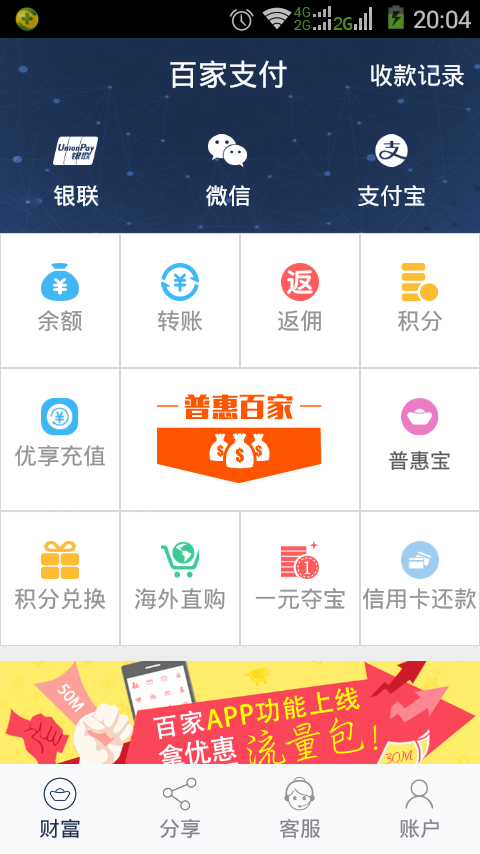 4G
2G
2G
20:04
百家支付
收款记录
UnionPay
银联
银联
微信
支
支付宝
余额
转账
返
返佣
积分
优享充值
普惠百家
普惠宝
积分兑换
海外直购
1
一元夺宝
信用卡还款
50M
百家APP功能上线
拿优惠 流量包!
30M
财富
分享
客服
账户